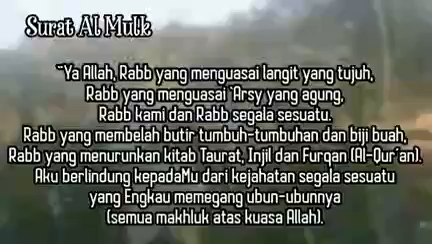 Surat Al Mulk
"Ya Allah, Rabb yang menguasai langit yang tujuh,
Rabb yang menguasai `Arsy yang agung,
Rabb kami dan Rabb segala sesuatu.
Rabb yang membelah butir tumbuh-tumbuhan dan biji buah,
Rabb yang menurunkan kitab Taurat, Injil dan Furqan (Al-Qur'an).
Aku berlindung kepadaMu dari kejahatan segala sesuatu
yang Engkau memegang ubun-ubunnya
(semua makhluk atas kuasa Allah).